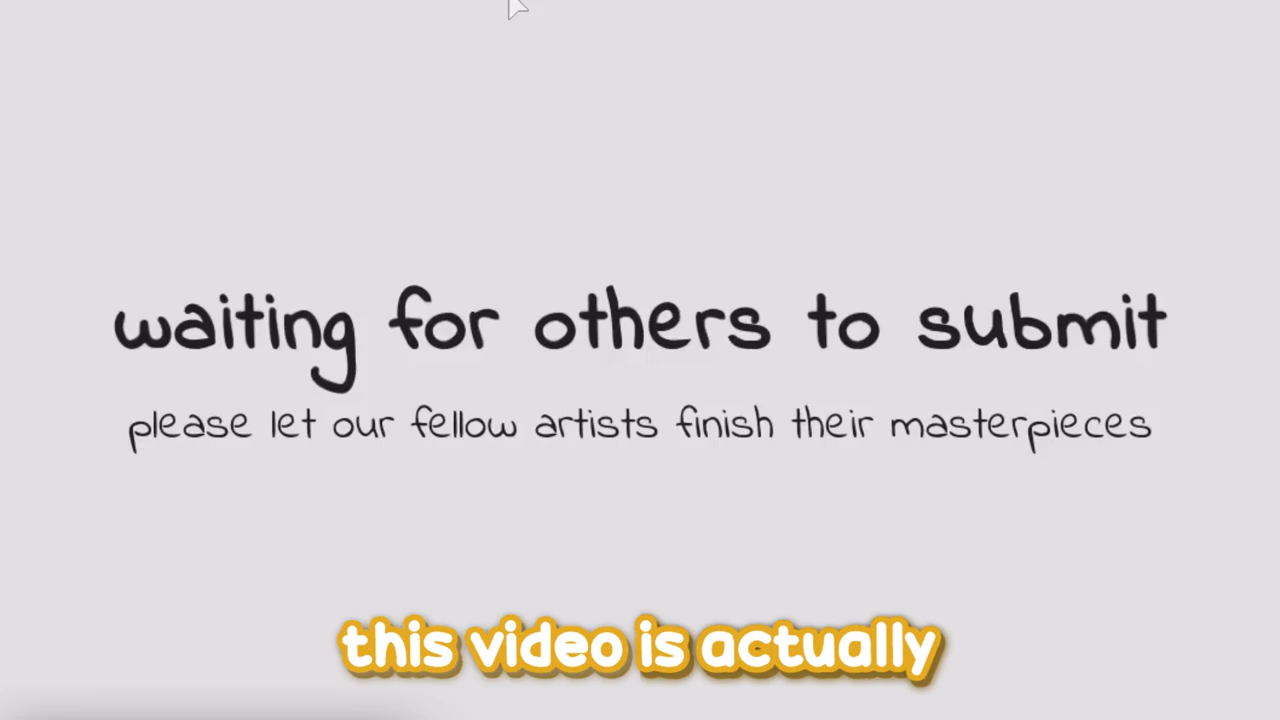 waiting for others to submit
please let our fellow artists finish their masterpieces
this video is actually